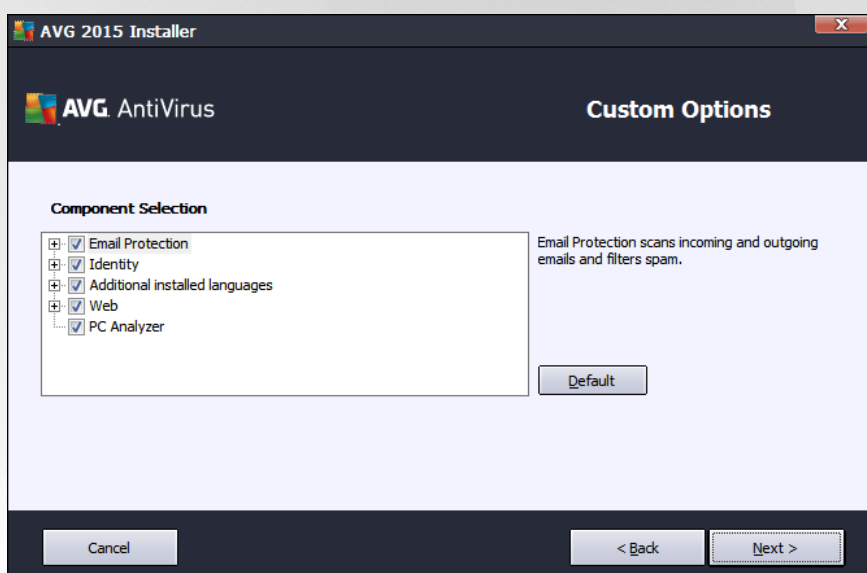 AVG 2015 Installer
AVG. AntiVirus
Custom Options
Component Selection
Email Protection
Identity
Additional installed languages
Web
PC Analyzer
Email Protection scans incoming and outgoing
emails and filters spam.
Default
Cancel
< Back
Next >